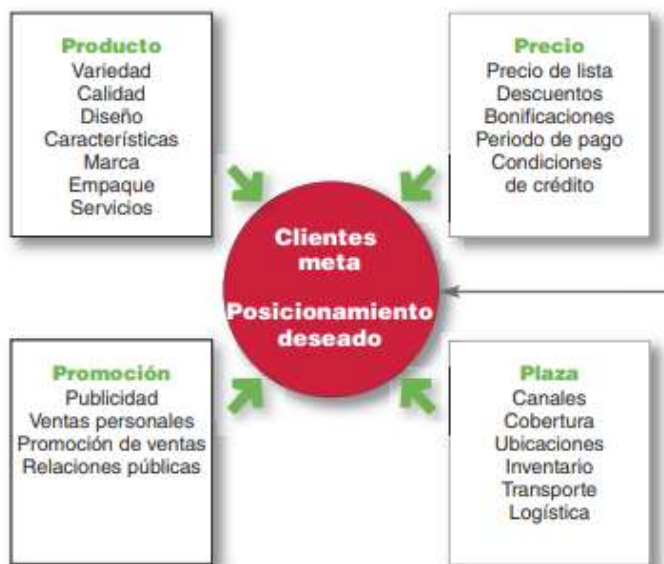 Producto
Variedad
Calidad
Diseño
Características
Marca
Empaque
Servicios
Precio
Precio de lista
Descuentos
Bonificaciones
Periodo de pago
Condiciones
de crédito
Clientes
meta
Posicionamiento
deseado
Promoción
Publicidad
Ventas personales
Promoción de ventas
Relaciones públicas
Plaza
Canales
Cobertura
Ubicaciones
Inventario
Transporte
Logística